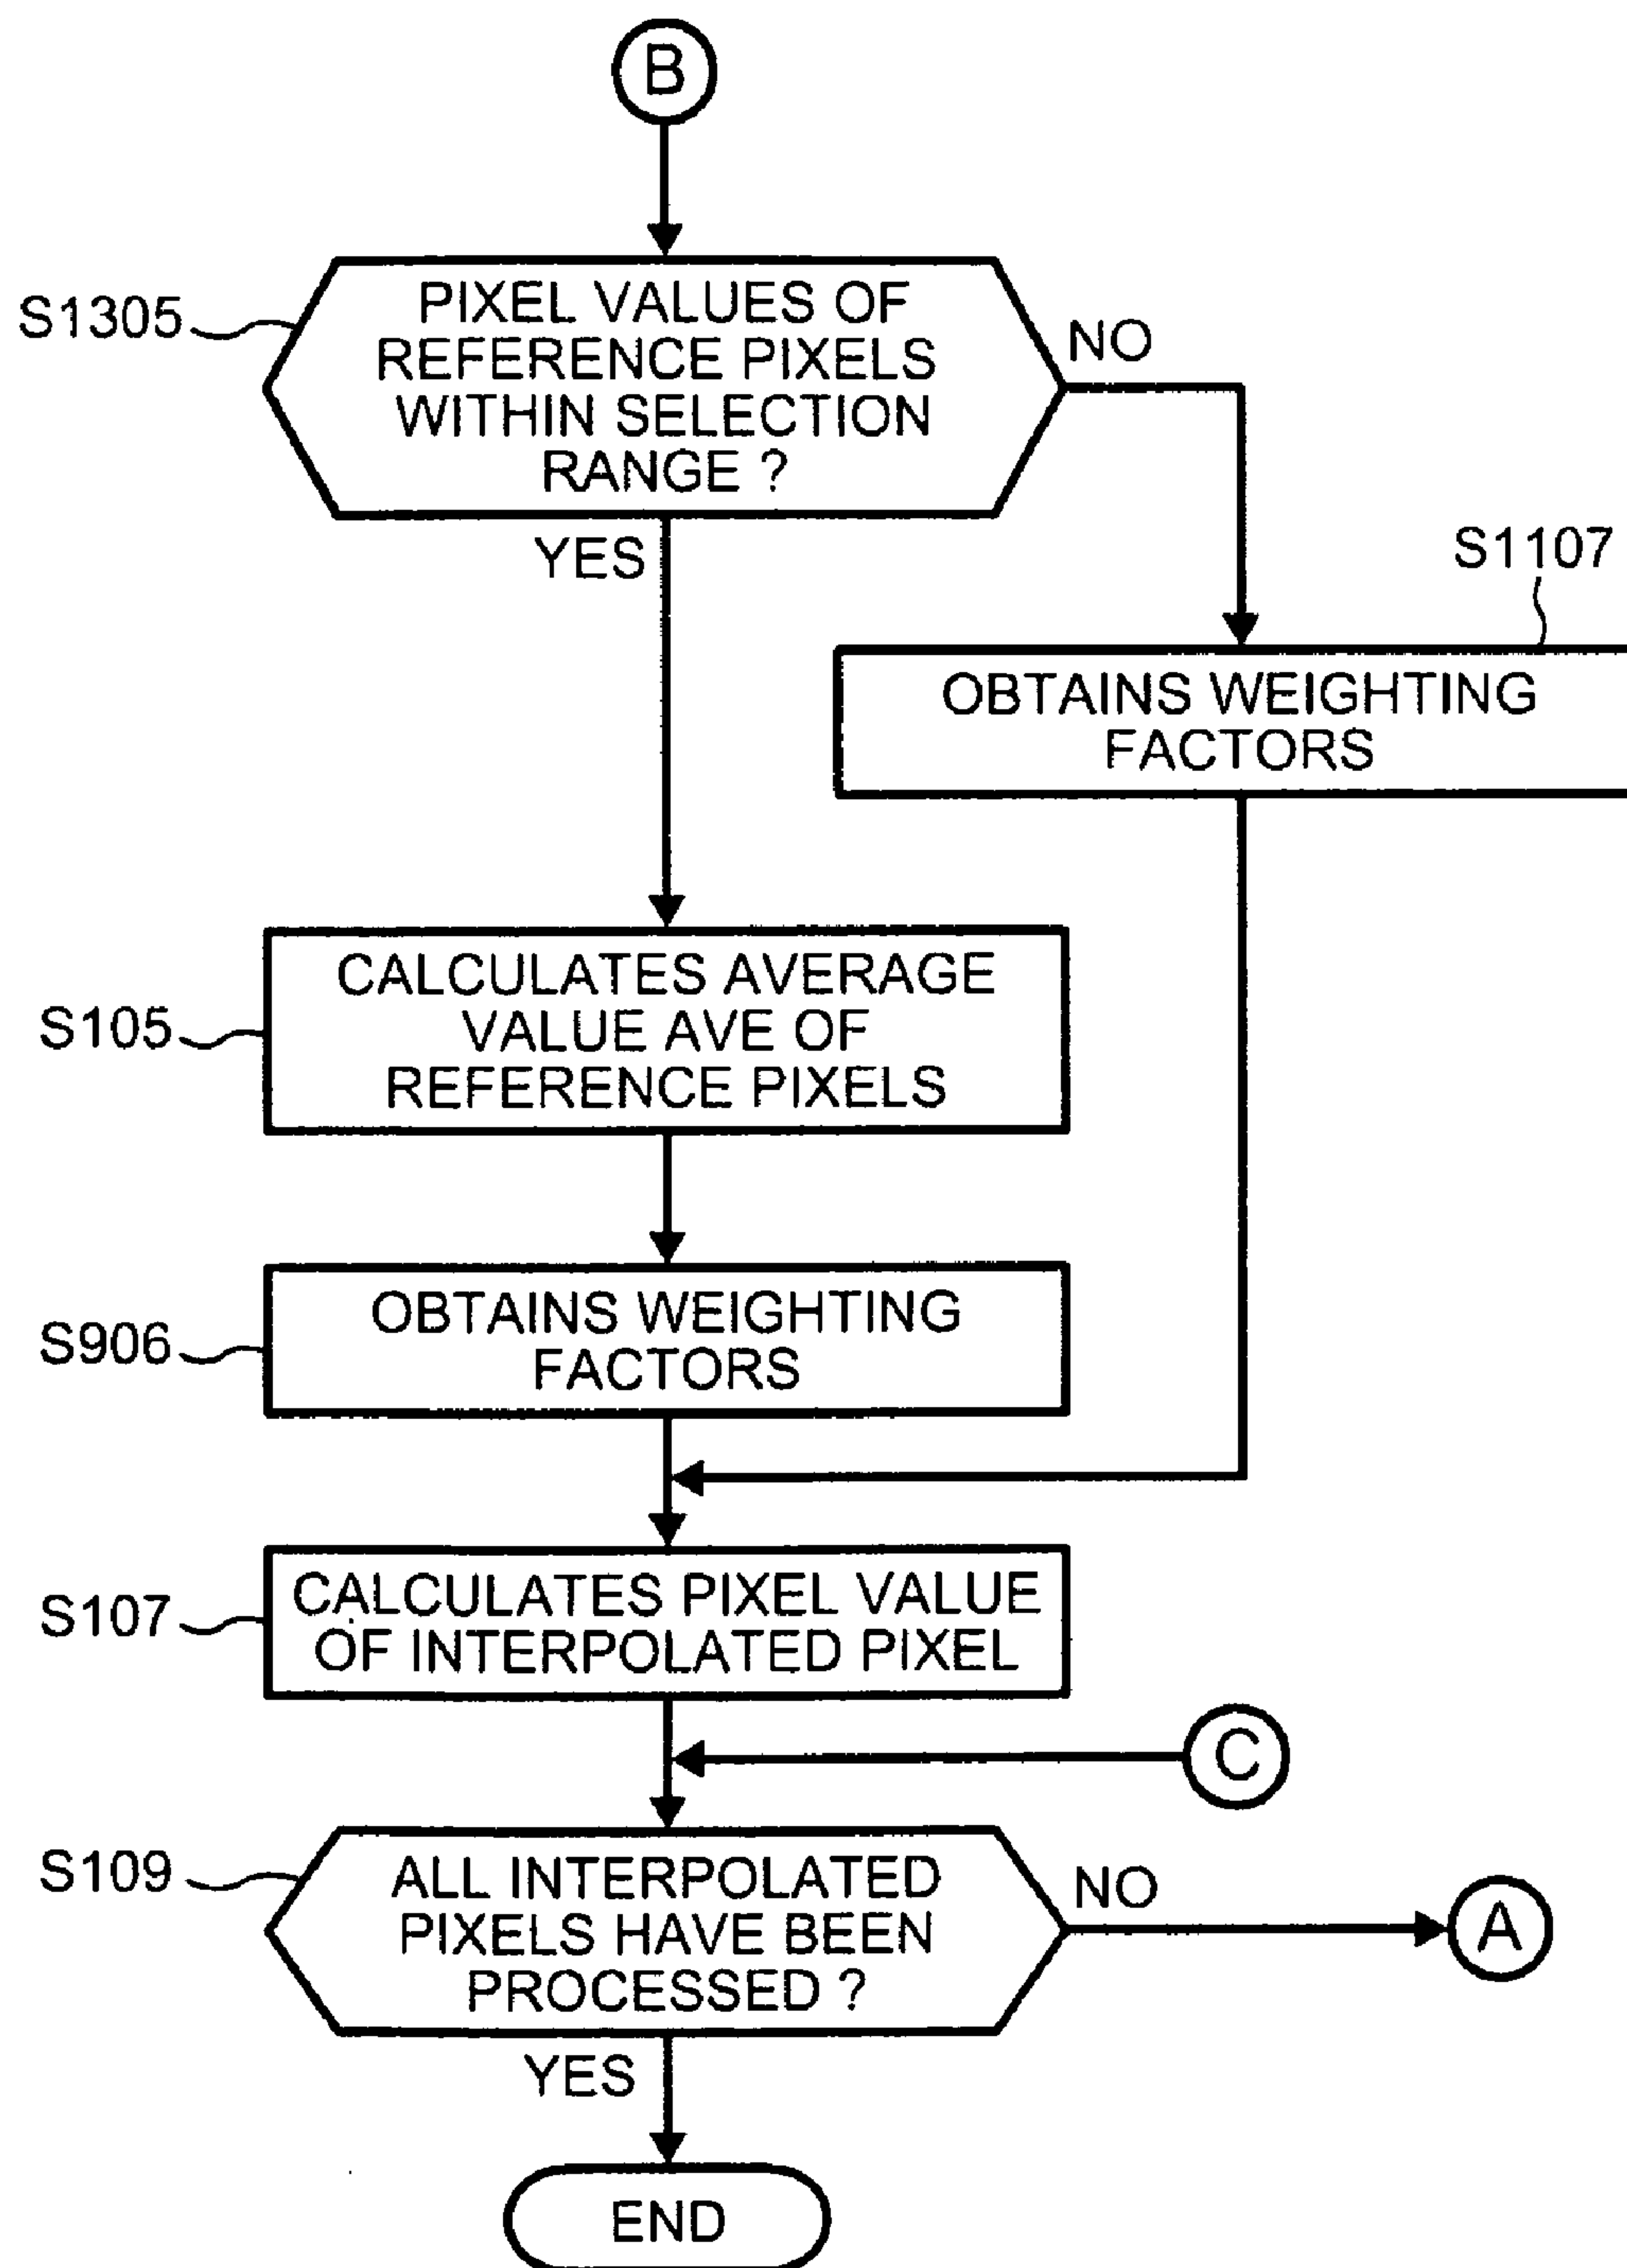 B
S1305
PIXEL VALUES OF
REFERENCE PIXELS
WITHIN SELECTION
RANGE ?
NO
YES
S1107
OBTAINS WEIGHTING
FACTORS
S105
CALCULATES AVERAGE
VALUE AVE OF
REFERENCE PIXELS
S906
OBTAINS WEIGHTING
FACTORS
S107
CALCULATES PIXEL VALUE
OF INTERPOLATED PIXEL
C
S109
ALL INTERPOLATED
PIXELS HAVE BEEN
PROCESSED ?
NO
A
YES
END